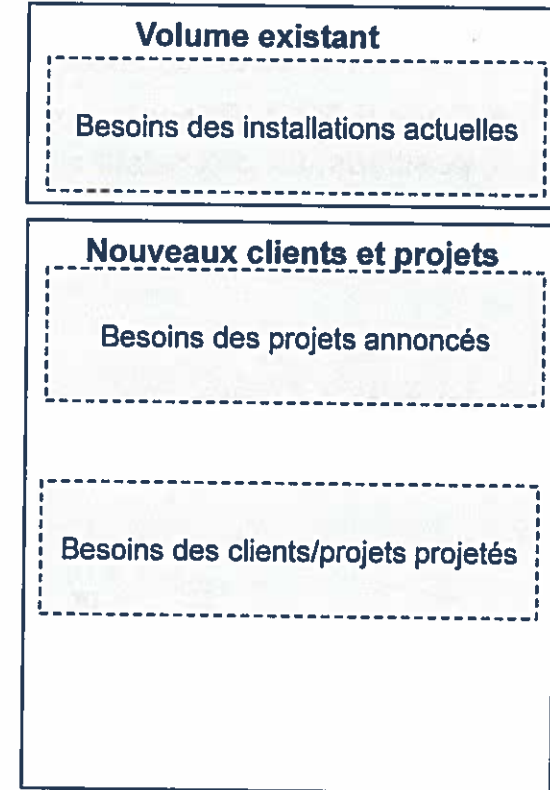 Volume existant
Besoins des installations actuelles
Nouveaux clients et projets
Besoins des projets annoncés
Besoins des clients/projets projetés